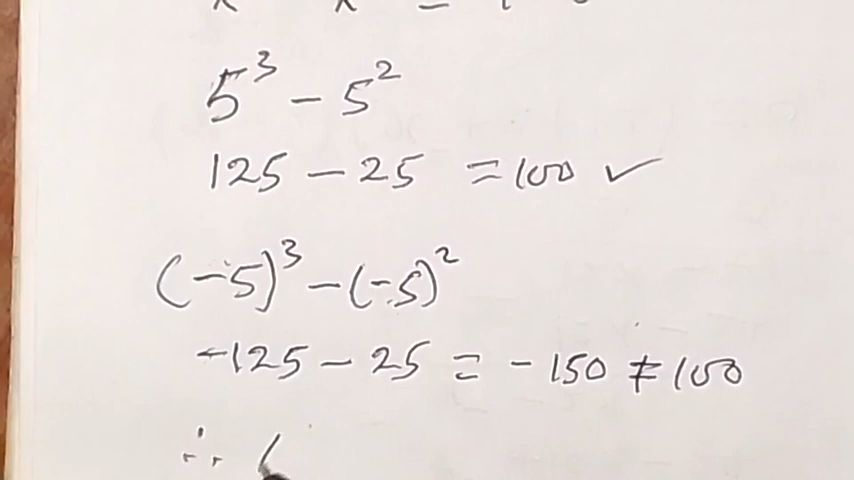 5³ - 5²
125 - 25 = 100 ✓
(-5)³ - (-5)²
-125 - 25 = -150 ≠ 100
∴ (